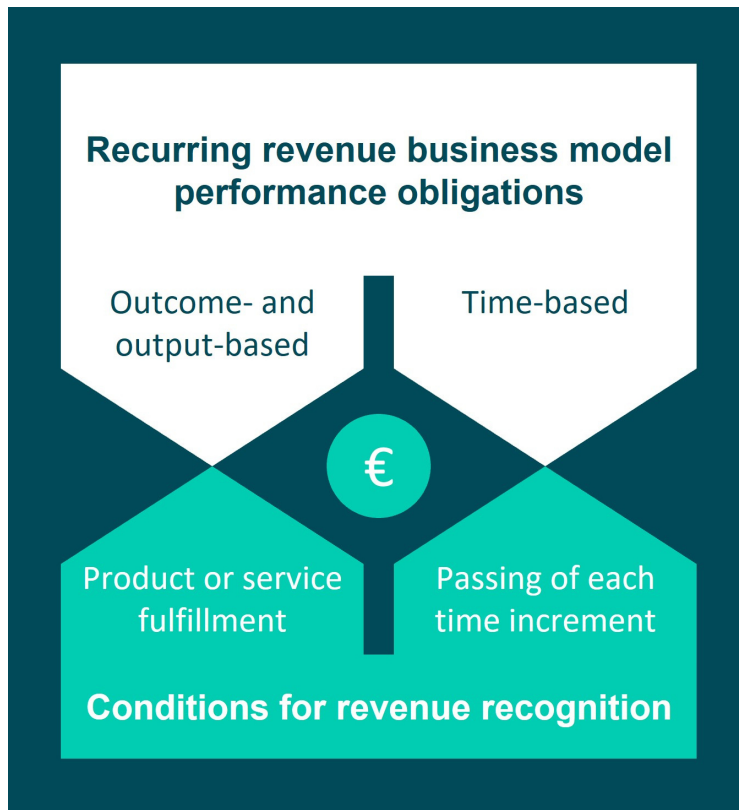 Recurring revenue business model
performance obligations
Outcome- and
output-based
Time-based
€
Product or service
fulfillment
Passing of each
time increment
Conditions for revenue recognition